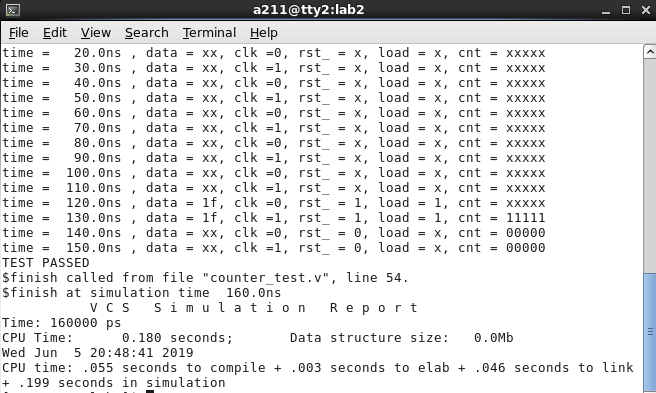 a211@tty2:lab2
File Edit View Search Terminal Help
time =   20.0ns , data = xx, clk =0, rst_ = x, load = x, cnt = xxxxx
time =   30.0ns , data = xx, clk =1, rst_ = x, load = x, cnt = xxxxx
time =   40.0ns , data = xx, clk =0, rst_ = x, load = x, cnt = xxxxx
time =   50.0ns , data = xx, clk =1, rst_ = x, load = x, cnt = xxxxx
time =   60.0ns , data = xx, clk =0, rst_ = x, load = x, cnt = xxxxx
time =   70.0ns , data = xx, clk =1, rst_ = x, load = x, cnt = xxxxx
time =   80.0ns , data = xx, clk =0, rst_ = x, load = x, cnt = xxxxx
time =   90.0ns , data = xx, clk =1, rst_ = x, load = x, cnt = xxxxx
time =  100.0ns , data = xx, clk =0, rst_ = x, load = x, cnt = xxxxx
time =  110.0ns , data = xx, clk =1, rst_ = x, load = x, cnt = xxxxx
time =  120.0ns , data = 1f, clk =0, rst_ = 1, load = 1, cnt = xxxxx
time =  130.0ns , data = 1f, clk =1, rst_ = 1, load = 1, cnt = 11111
time =  140.0ns , data = xx, clk =0, rst_ = 0, load = x, cnt = 00000
time =  150.0ns , data = xx, clk =1, rst_ = 0, load = x, cnt = 00000
TEST PASSED
$finish called from file "counter_test.v", line 54.
$finish at simulation time  160.0ns
           V C S   S i m u l a t i o n   R e p o r t
Time: 160000 ps
CPU Time:      0.180 seconds;       Data structure size:   0.0Mb
Wed Jun  5 20:48:41 2019
CPU time: .055 seconds to compile + .003 seconds to elab + .046 seconds to link
+ .199 seconds in simulation